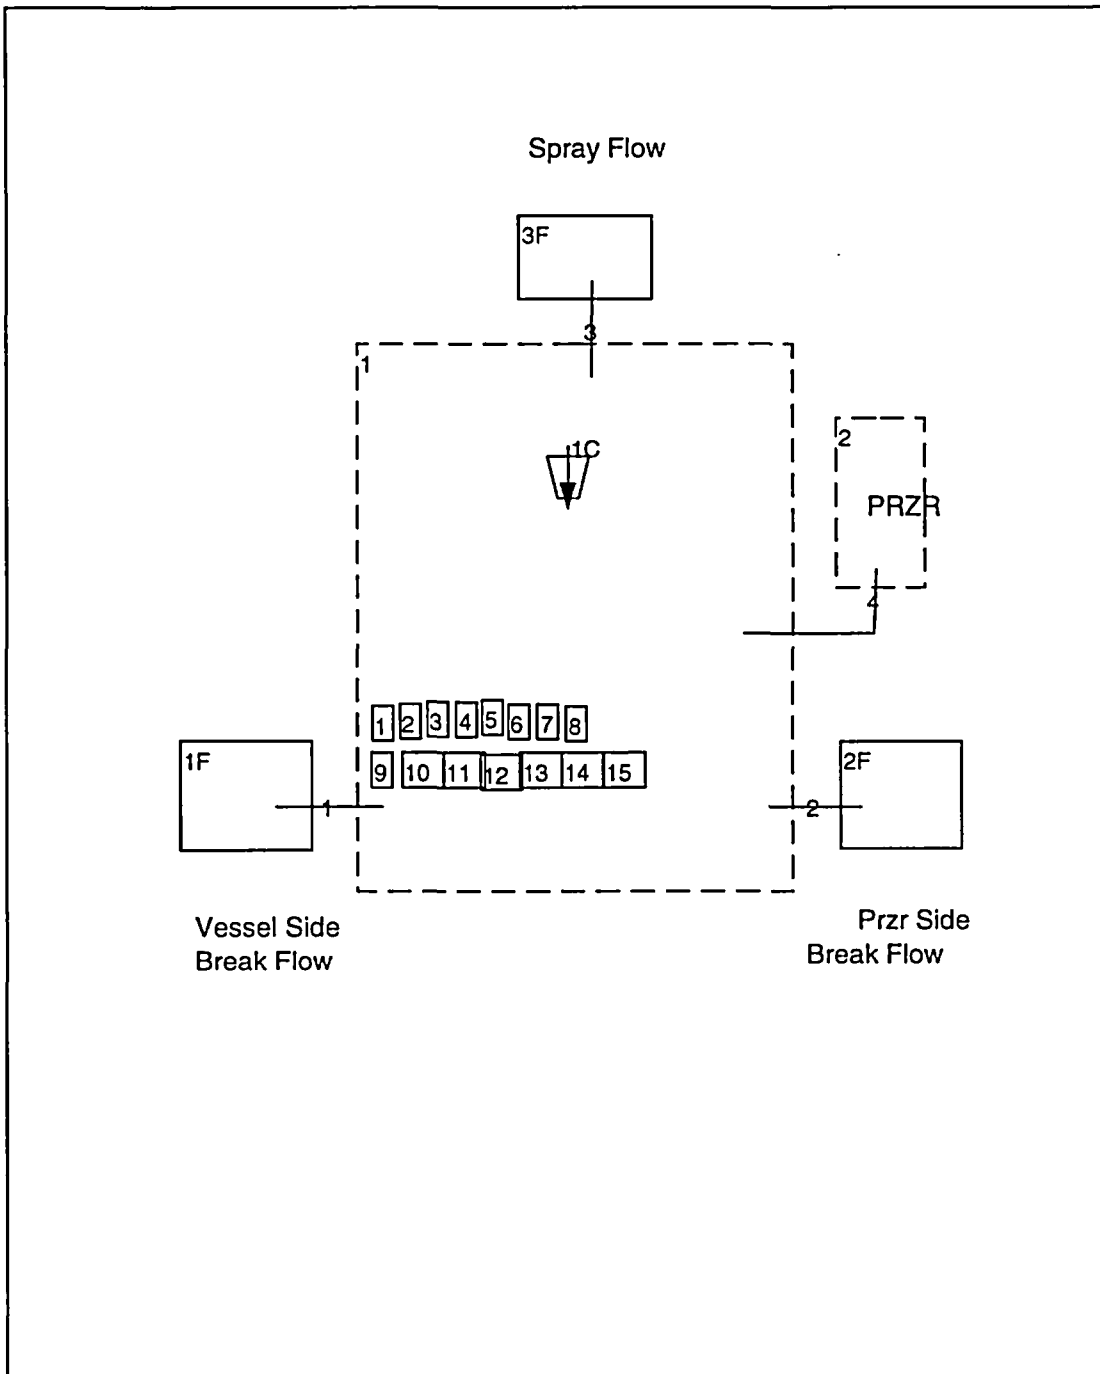 Spray Flow
3F
3
1
1C
2
PRZR
4
1 2 3 4 5 6 7 8
9 10 11 12 13 14 15
1F
1
2
2F
Vessel Side
Break Flow
Przr Side
Break Flow